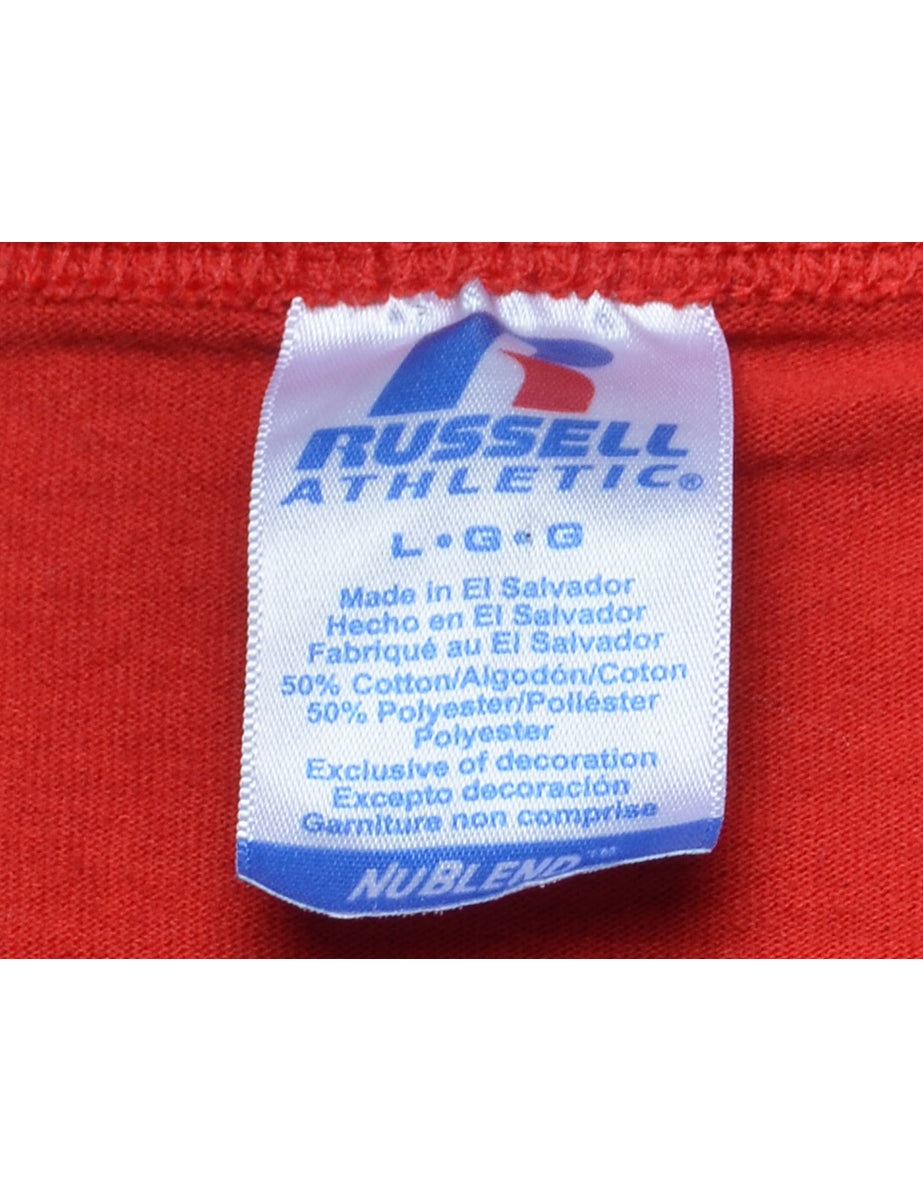 RUSSELL
ATHLETIC®
L • G • G
Made in El Salvador
Hecho en El Salvador
Fabriqué au El Salvador
50% Cotton/Algodón/Coton
50% Polyester/Poliéster
Polyester
Exclusive of decoration
Excepto decoración
Garniture non comprise
NUBLEND™